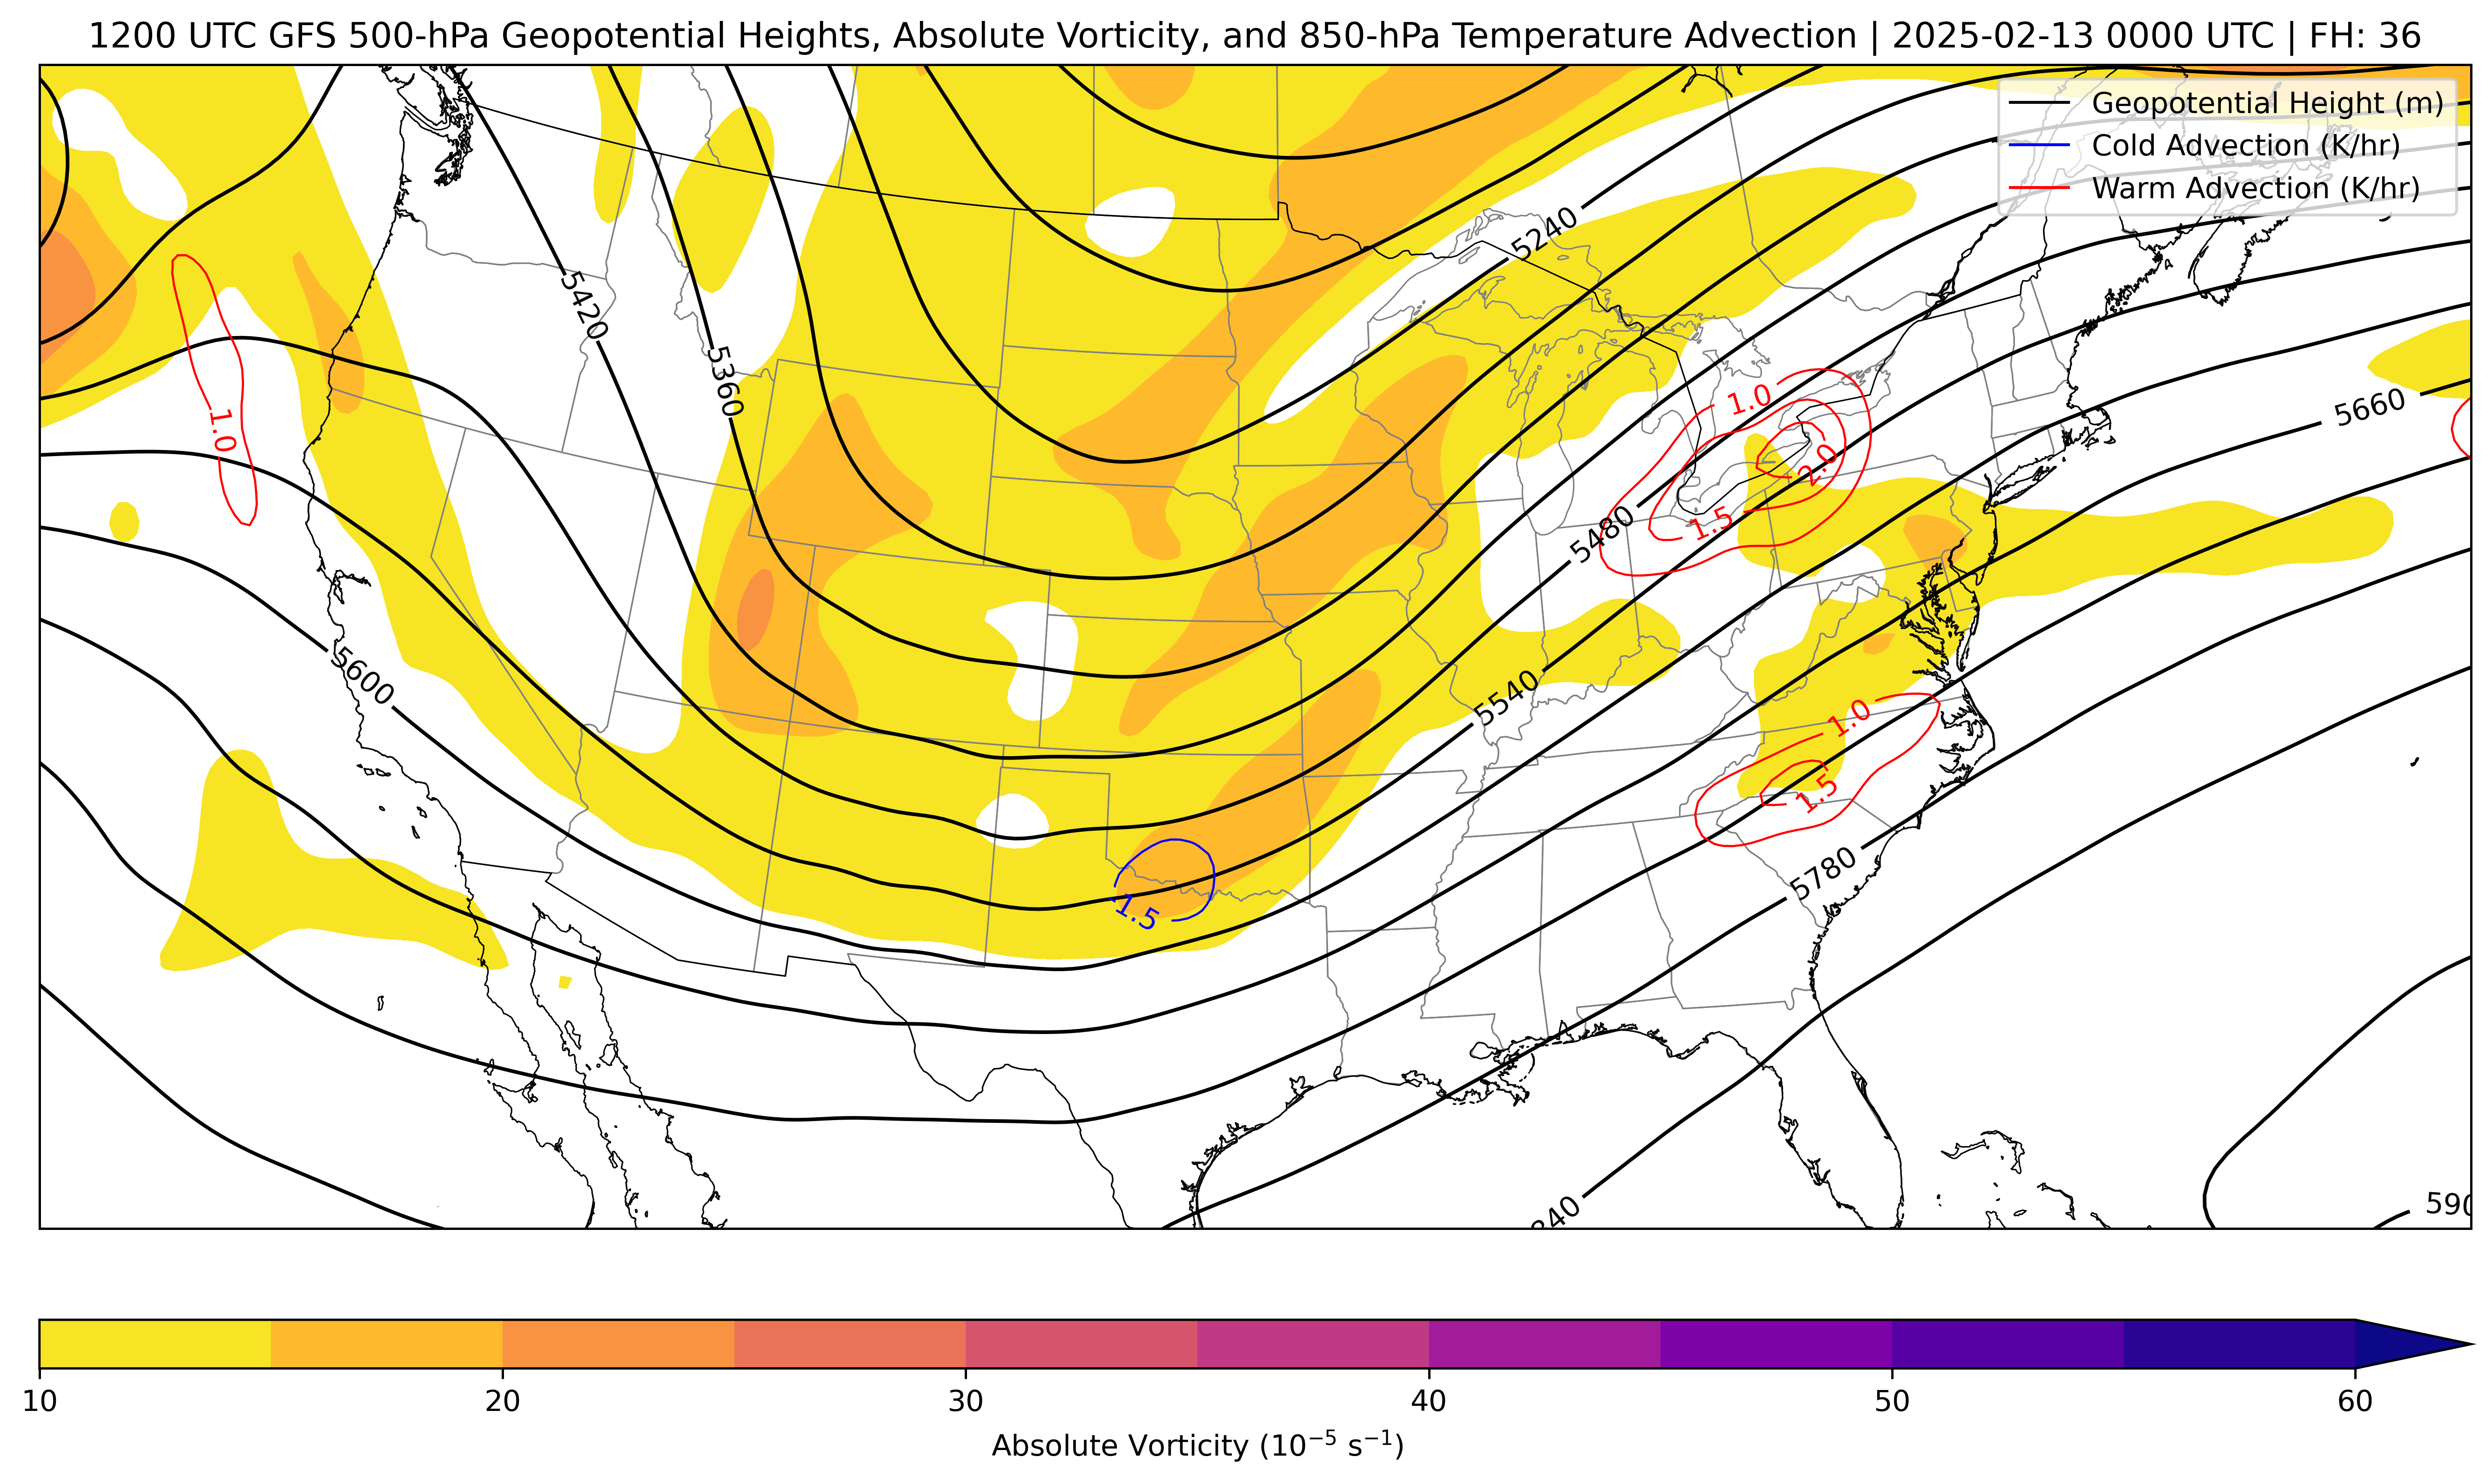 1200 UTC GFS 500-hPa Geopotential Heights, Absolute Vorticity, and 850-hPa Temperature Advection | 2025-02-13 0000 UTC | FH: 36
Geopotential Height (m)
Cold Advection (K/hr)
Warm Advection (K/hr)
5240
5420
5360
1.0
1.0
5660
2.0
1.5
5480
5600
5540
1.0
1.5
5780
-1.5
840
590
10 20 30 40 50 60
Absolute Vorticity (10⁻⁵ s⁻¹)